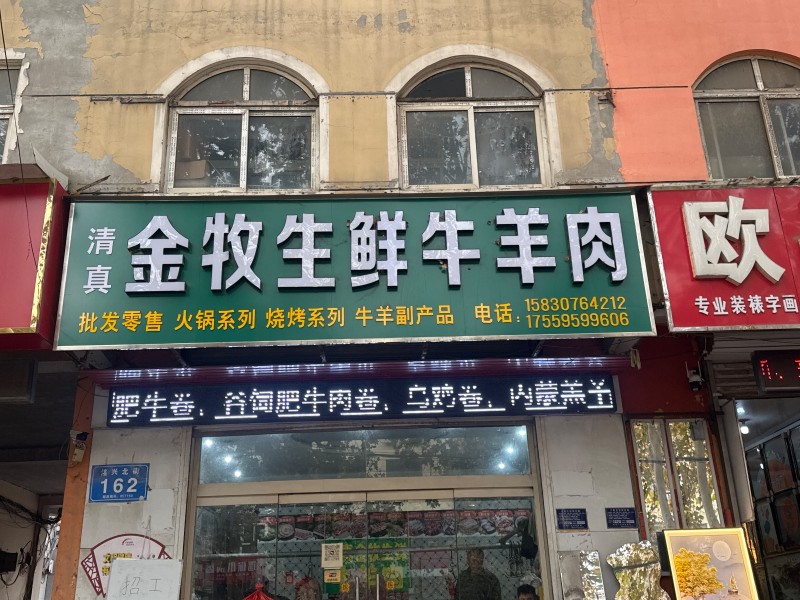 清真
金牧生鲜牛羊肉
批发零售 火锅系列 烧烤系列 牛羊副产品 电话:
15830764212
17559599606
欧
专业装裱字画
肥牛卷、谷饲肥牛肉卷、乌鸡卷、内蒙羔羊
162
招工